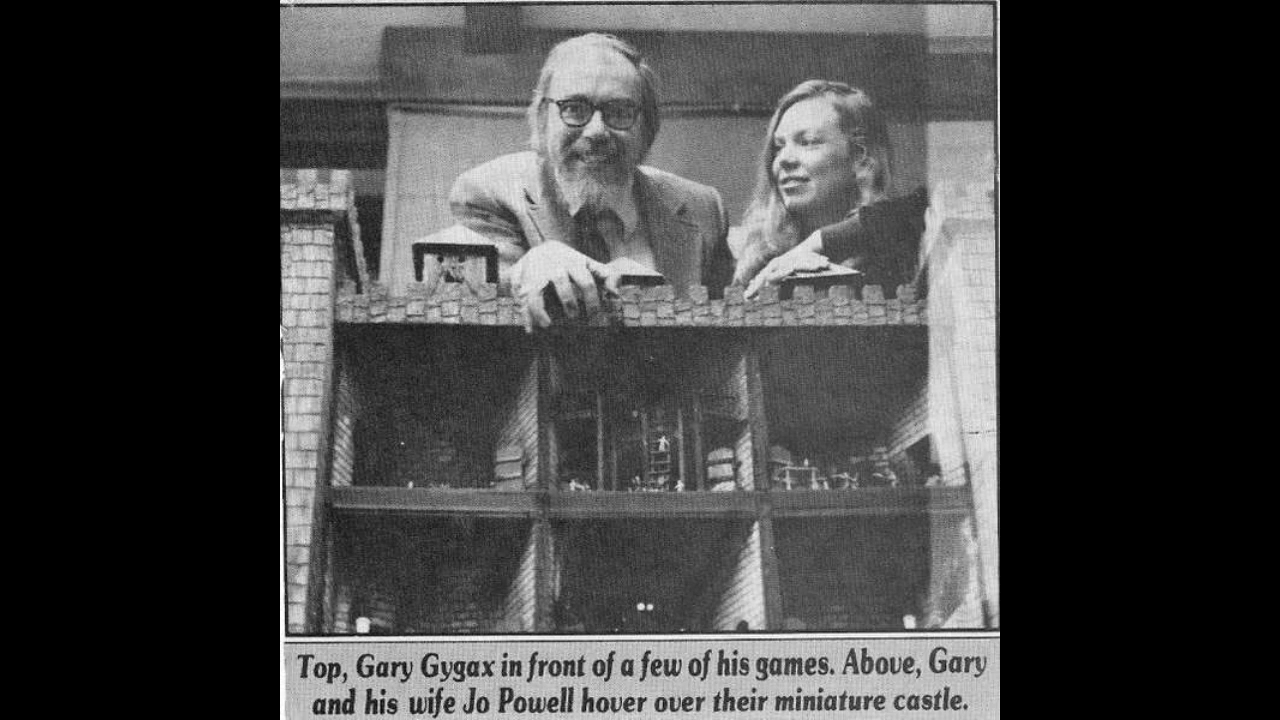 Top, Gary Gygax in front of a few of his games. Above, Gary
and his wife Jo Powell hover over their miniature castle.